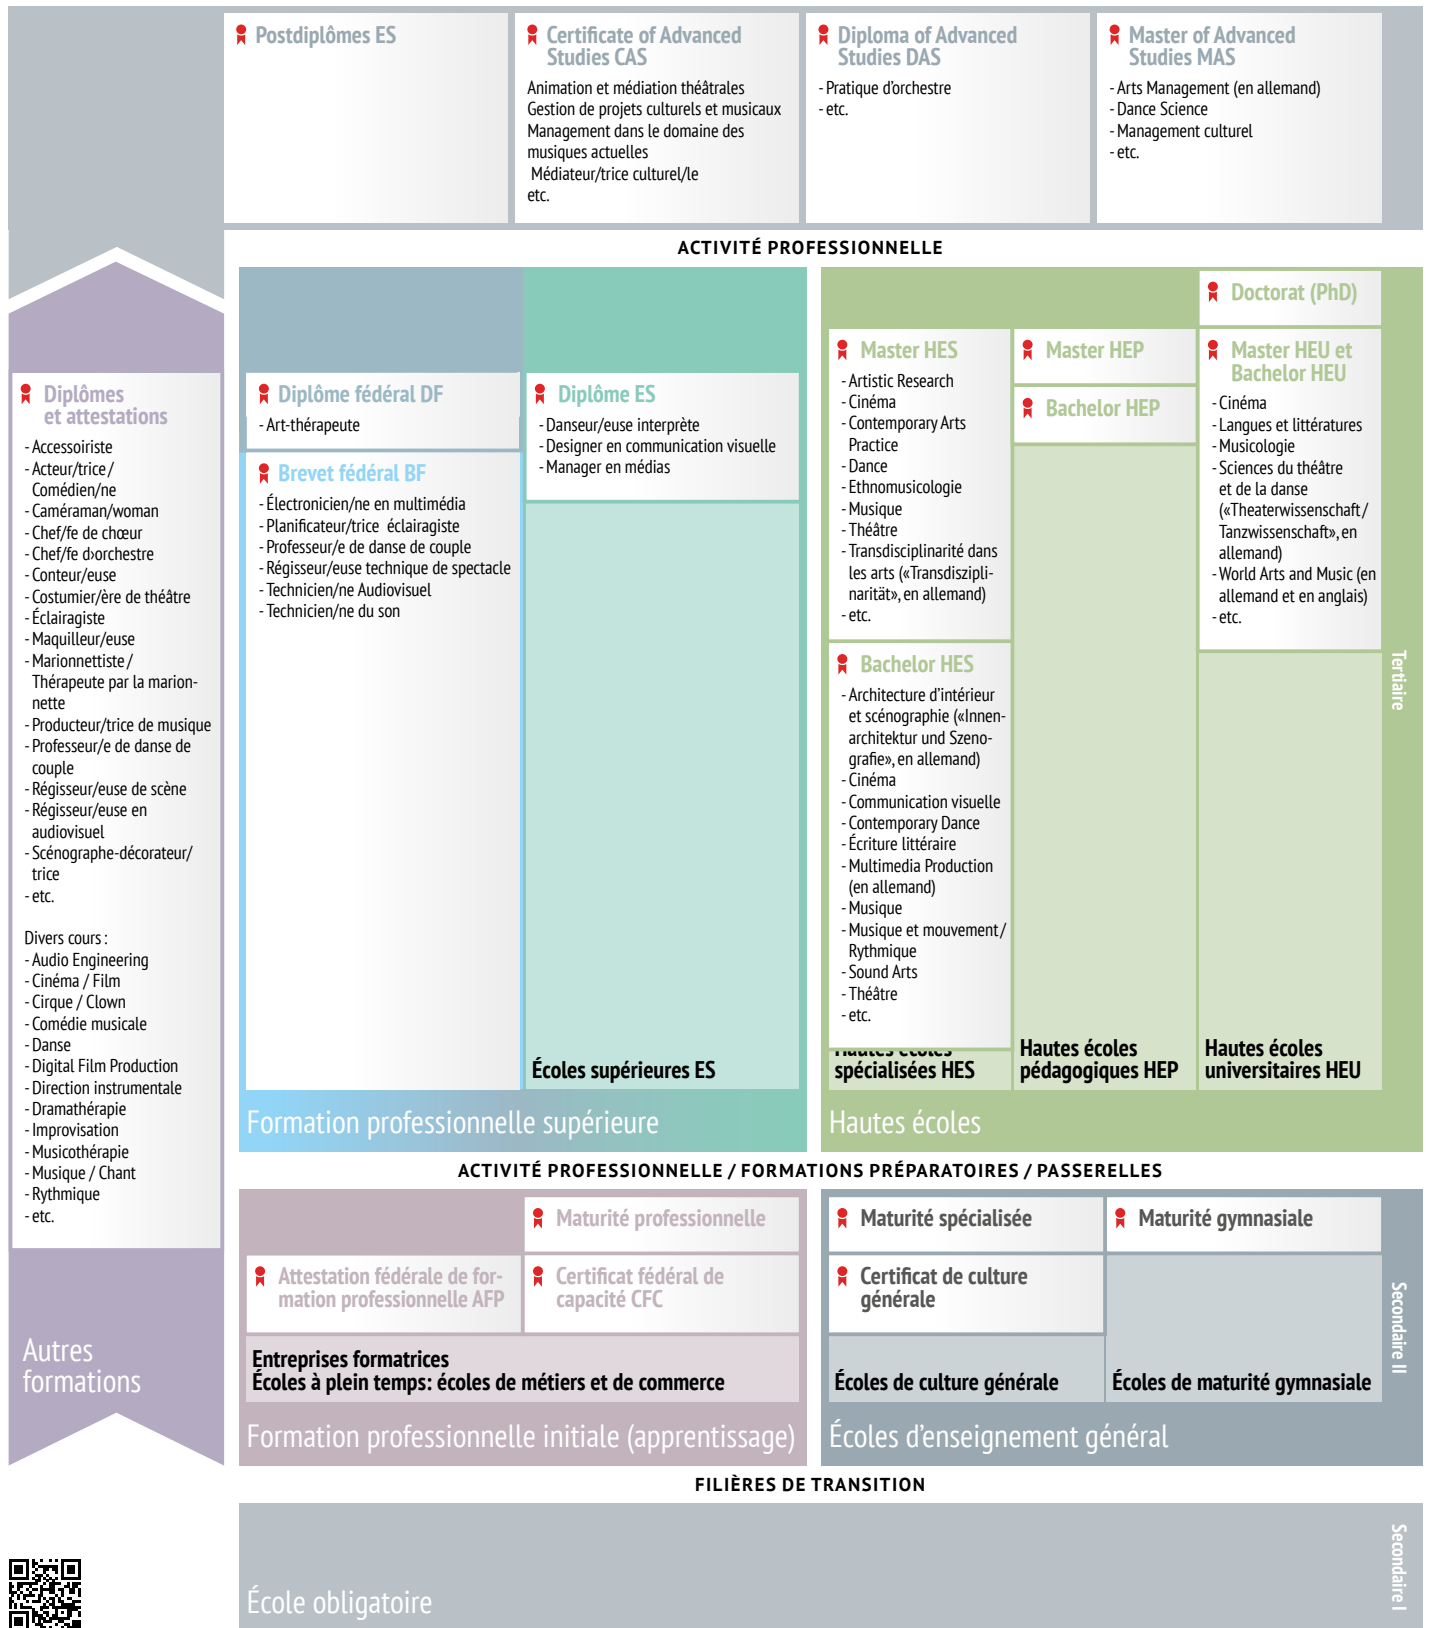 Postdiplômes ES
Certificate of Advanced
Studies CAS
Animation et médiation théâtrales
Gestion de projets culturels et musicaux
Management dans le domaine des
musiques actuelles
Médiateur/trice culturel/le
etc.
Diploma of Advanced
Studies DAS
- Pratique d'orchestre
- etc.
Master of Advanced
Studies MAS
- Arts Management (en allemand)
- Dance Science
- Management culturel
- etc.
ACTIVITÉ PROFESSIONNELLE
Diplômes
et attestations
- Accessoiriste
- Acteur/trice /
Comédien/ne
- Caméraman/woman
- Chef/fe de chœur
- Chef/fe d›orchestre
- Conteur/euse
- Costumier/ère de théâtre
- Éclairagiste
- Maquilleur/euse
- Marionnettiste /
Thérapeute par la marion-
nette
- Producteur/trice de musique
- Professeur/e de danse de
couple
- Régisseur/euse de scène
- Régisseur/euse en
audiovisuel
- Scénographe-décorateur/
trice
- etc.
Divers cours :
- Audio Engineering
- Cinéma / Film
- Cirque / Clown
- Comédie musicale
- Danse
- Digital Film Production
- Direction instrumentale
- Dramathérapie
- Improvisation
- Musicothérapie
- Musique / Chant
- Rythmique
- etc.
Autres
formations
Diplôme fédéral DF
- Art-thérapeute
Brevet fédéral BF
- Électronicien/ne en multimédia
- Planificateur/trice éclairagiste
- Professeur/e de danse de couple
- Régisseur/euse technique de spectacle
- Technicien/ne Audiovisuel
- Technicien/ne du son
Diplôme ES
- Danseur/euse interprète
- Designer en communication visuelle
- Manager en médias
Écoles supérieures ES
Formation professionnelle supérieure
Master HES
- Artistic Research
- Cinéma
- Contemporary Arts
Practice
- Dance
- Ethnomusicologie
- Musique
- Théâtre
- Transdisciplinarité dans
les arts («Transdiszipli-
narität», en allemand)
- etc.
Bachelor HES
- Architecture d'intérieur
et scénographie («Innen-
architektur und Szeno-
grafie», en allemand)
- Cinéma
- Communication visuelle
- Contemporary Dance
- Écriture littéraire
- Multimedia Production
(en allemand)
- Musique
- Musique et mouvement /
Rythmique
- Sound Arts
- Théâtre
- etc.
Hautes écoles
spécialisées HES
Master HEP
Bachelor HEP
Hautes écoles
pédagogiques HEP
Doctorat (PhD)
Master HEU et
Bachelor HEU
- Cinéma
- Langues et littératures
- Musicologie
- Sciences du théâtre
et de la danse
(«Theaterwissenschaft /
Tanzwissenschaft», en
allemand)
- World Arts and Music (en
allemand et en anglais)
- etc.
Hautes écoles
universitaires HEU
Hautes écoles
Tertiaire
ACTIVITÉ PROFESSIONNELLE / FORMATIONS PRÉPARATOIRES / PASSERELLES
Maturité professionnelle
Attestation fédérale de for-
mation professionnelle AFP
Certificat fédéral de
capacité CFC
Entreprises formatrices
Écoles à plein temps: écoles de métiers et de commerce
Formation professionnelle initiale (apprentissage)
Maturité spécialisée
Maturité gymnasiale
Certificat de culture
générale
Écoles de culture générale
Écoles de maturité gymnasiale
Écoles d'enseignement général
Secondaire II
FILIÈRES DE TRANSITION
École obligatoire
Secondaire I